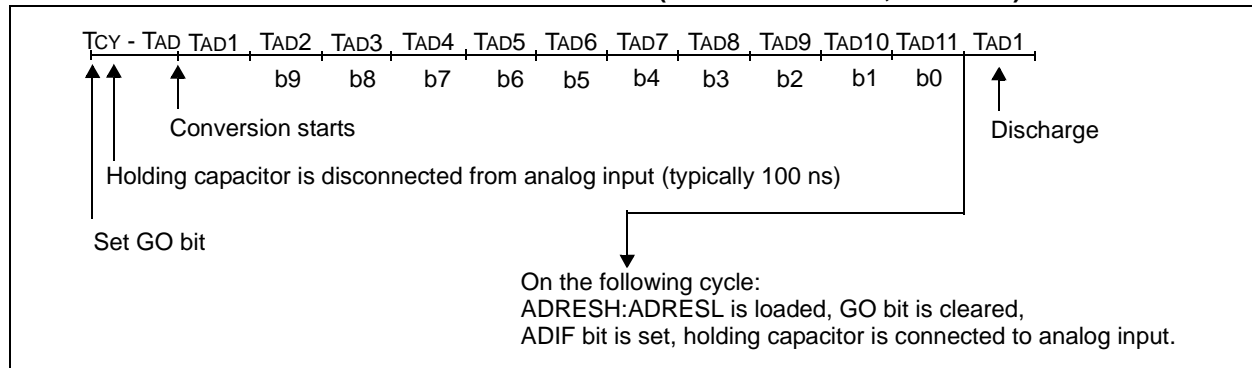 TCY - TAD TAD1 TAD2 TAD3 TAD4 TAD5 TAD6 TAD7 TAD8 TAD9 TAD10 TAD11 TAD1
b9 b8 b7 b6 b5 b4 b3 b2 b1 b0
Conversion starts
Discharge
Holding capacitor is disconnected from analog input (typically 100 ns)
Set GO bit
On the following cycle:
ADRESH:ADRESL is loaded, GO bit is cleared,
ADIF bit is set, holding capacitor is connected to analog input.